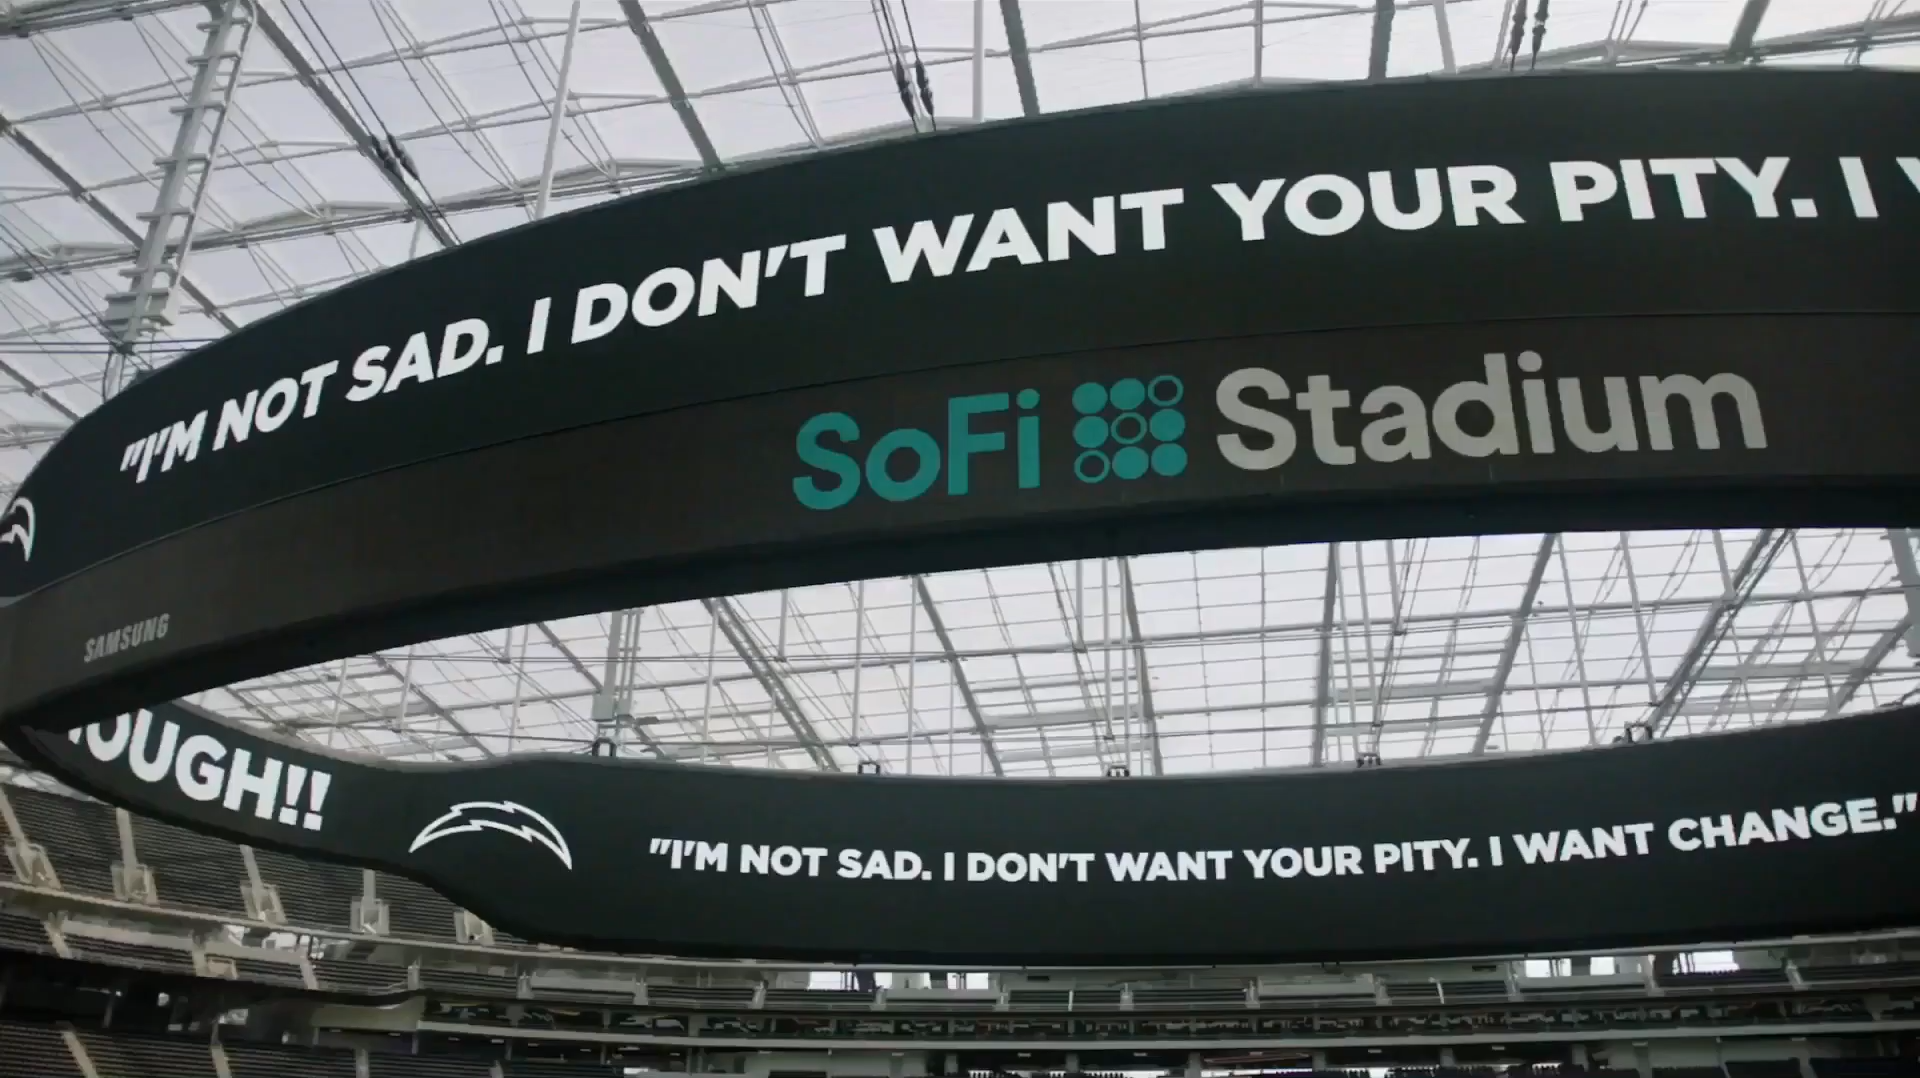 "I'M NOT SAD. I DON'T WANT YOUR PITY. I
SoFi Stadium
SAMSUNG
OUGH!!
"I'M NOT SAD. I DON'T WANT YOUR PITY. I WANT CHANGE."